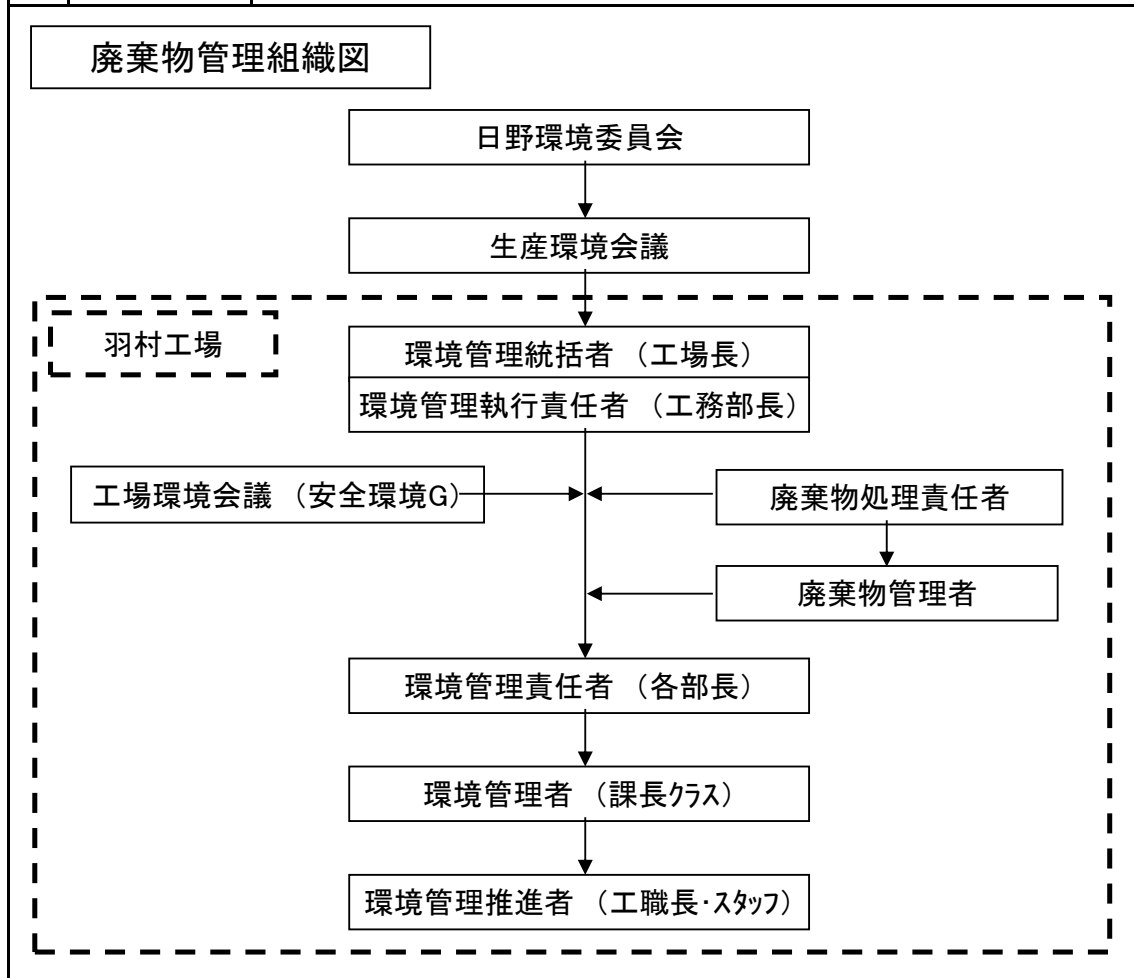 廃棄物管理組織図
日野環境委員会
生産環境会議
羽村工場
環境管理統括者 （工場長）
環境管理執行責任者 （工務部長）
工場環境会議 （安全環境G）
廃棄物処理責任者
廃棄物管理者
環境管理責任者 （各部長）
環境管理者 （課長ｸﾗｽ）
環境管理推進者 （工職長･ｽﾀｯﾌ）